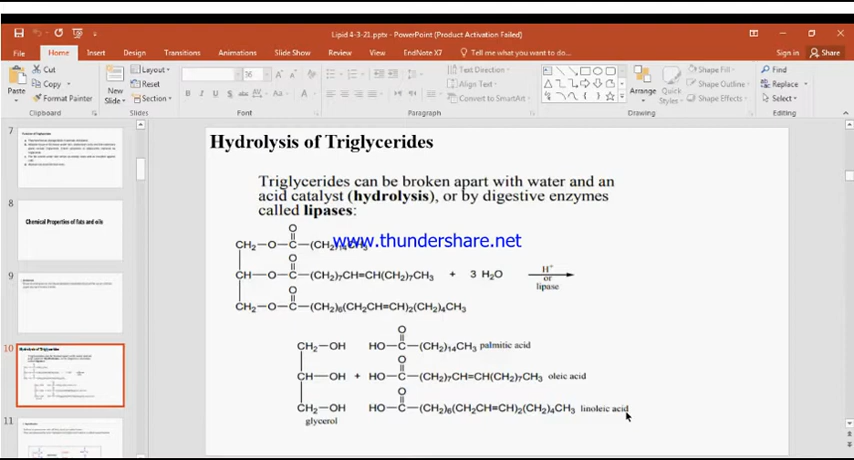 Lipid 4-3-21.pptx - PowerPoint (Product Activation Failed)
File Home Insert Design Transitions Animations Slide Show Review View EndNote X7 Tell me what you want to do... Sign in Share
Paste
Cut
Copy
Format Painter
Clipboard
New Slide
Layout
Reset
Section
Slides
36
B I U S abc AV Aa A
Font
Text Direction
Align Text
Convert to SmartArt
Paragraph
Arrange
Quick Styles
Shape Fill
Shape Outline
Shape Effects
Drawing
Find
Replace
Select
Editing
7
8
Chemical Properties of fats and oils
9
10
Hydrolysis of Triglycerides
11
Hydrolysis of Triglycerides
Triglycerides can be broken apart with water and an
acid catalyst (hydrolysis), or by digestive enzymes
called lipases:
www.thundershare.net
O
CH₂—O—C—(CH₂)₁₄CH₃
O
CH—O—C—(CH₂)₇CH=CH(CH₂)₇CH₃ + 3 H₂O
H⁺
or
lipase
O
CH₂—O—C—(CH₂)₆(CH₂CH=CH)₂(CH₂)₄CH₃
O
CH₂—OH HO—C—(CH₂)₁₄CH₃ palmitic acid
O
CH—OH + HO—C—(CH₂)₇CH=CH(CH₂)₇CH₃ oleic acid
O
CH₂—OH HO—C—(CH₂)₆(CH₂CH=CH)₂(CH₂)₄CH₃ linoleic acid
glycerol